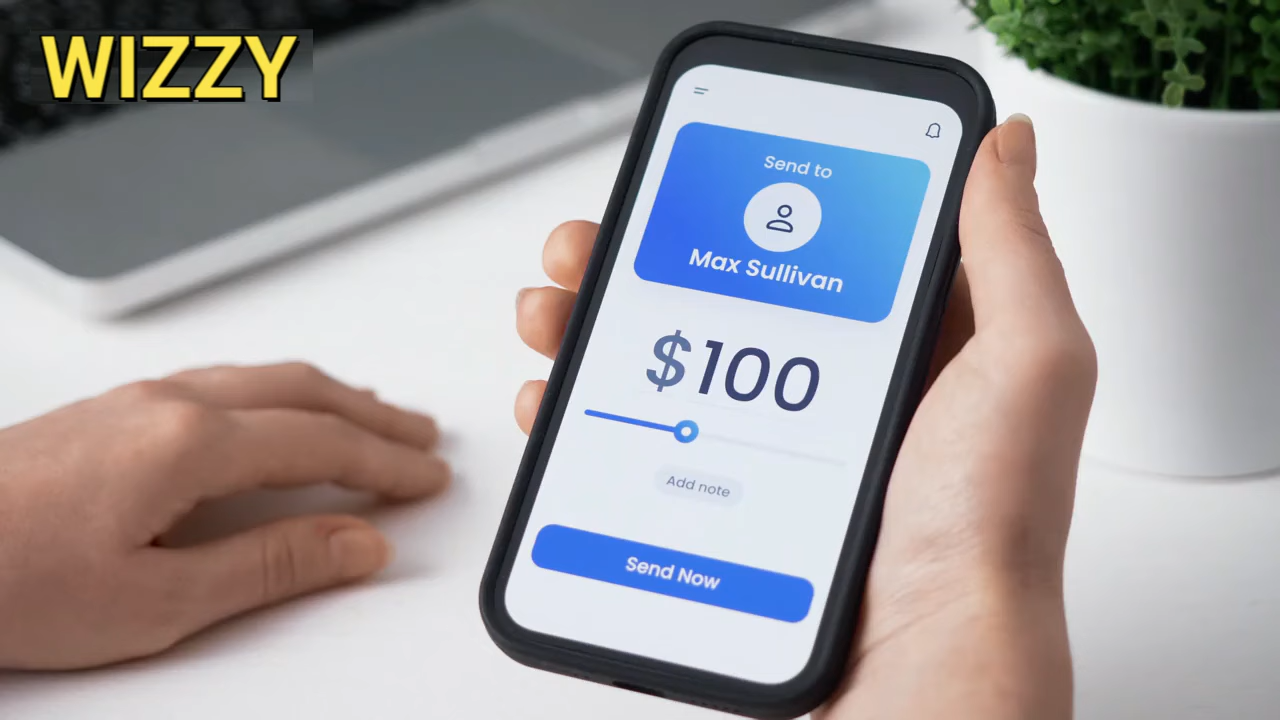 WIZZY
Send to
Max Sullivan
$100
Add note
Send Now